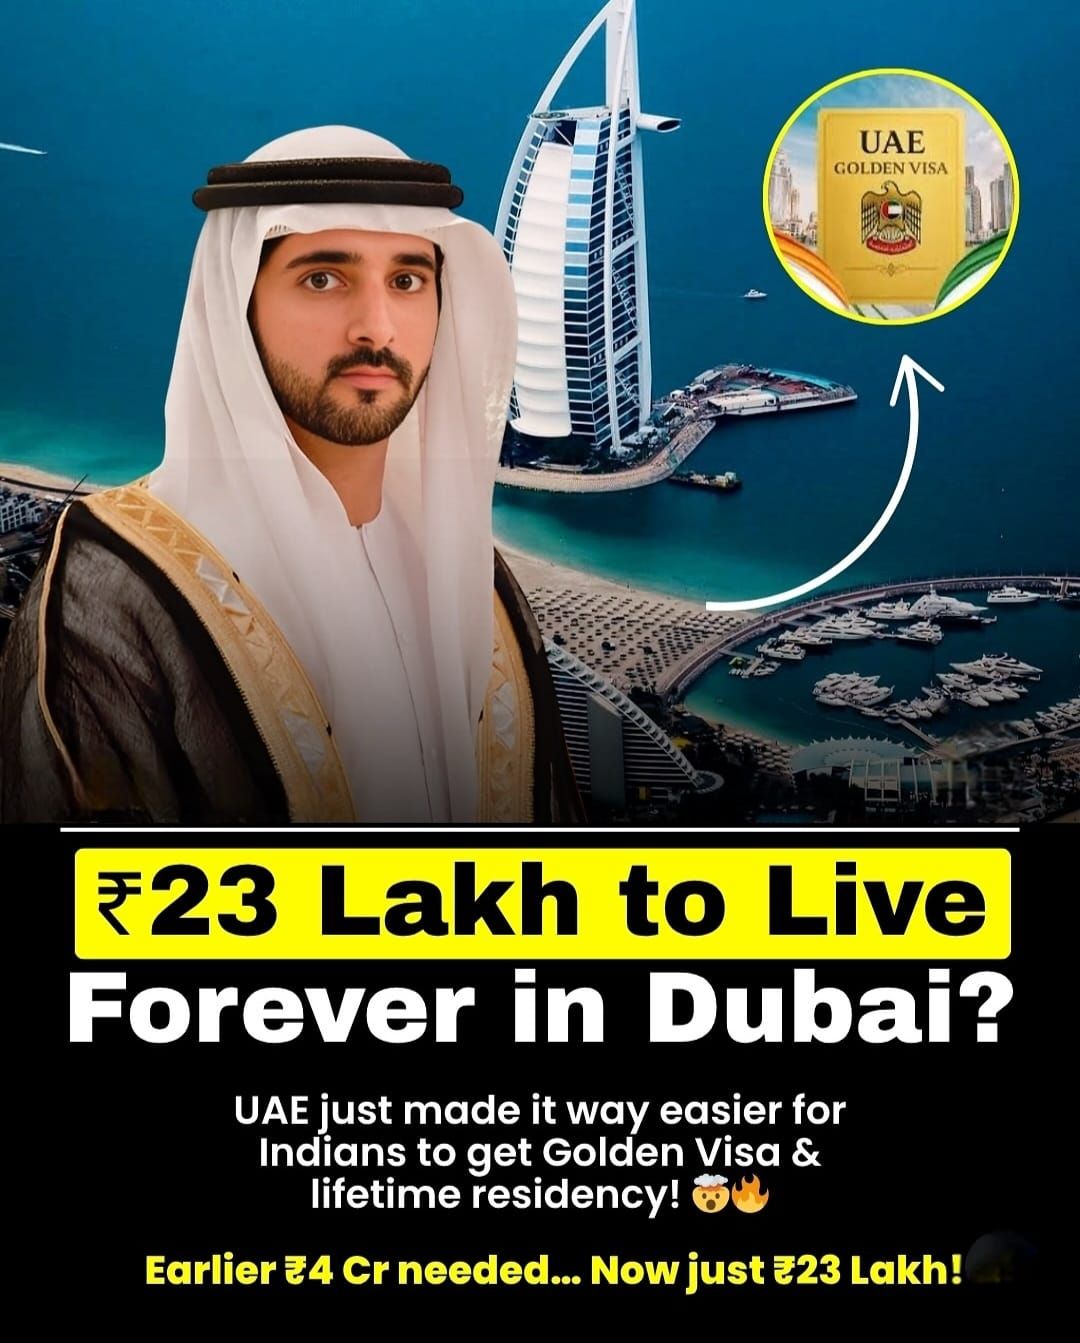 UAE
GOLDEN VISA
₹23 Lakh to Live
Forever in Dubai?
UAE just made it way easier for
Indians to get Golden Visa &
lifetime residency! 🤯🔥
Earlier ₹4 Cr needed... Now just ₹23 Lakh!